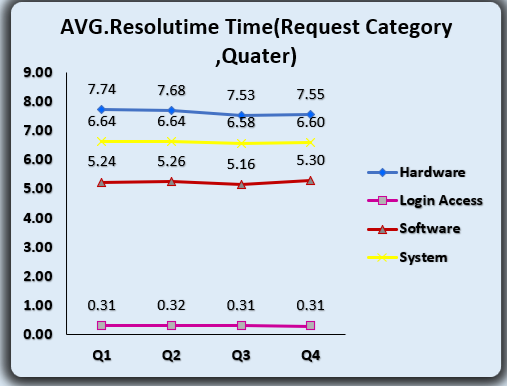 AVG.Resolutime Time(Request Category
,Quater)
9.00
8.00
7.00
6.00
5.00
4.00
3.00
2.00
1.00
0.00
7.74 7.68 7.53 7.55
6.64 6.64 6.58 6.60
5.24 5.26 5.16 5.30
0.31 0.32 0.31 0.31
Q1 Q2 Q3 Q4
Hardware
Login Access
Software
System